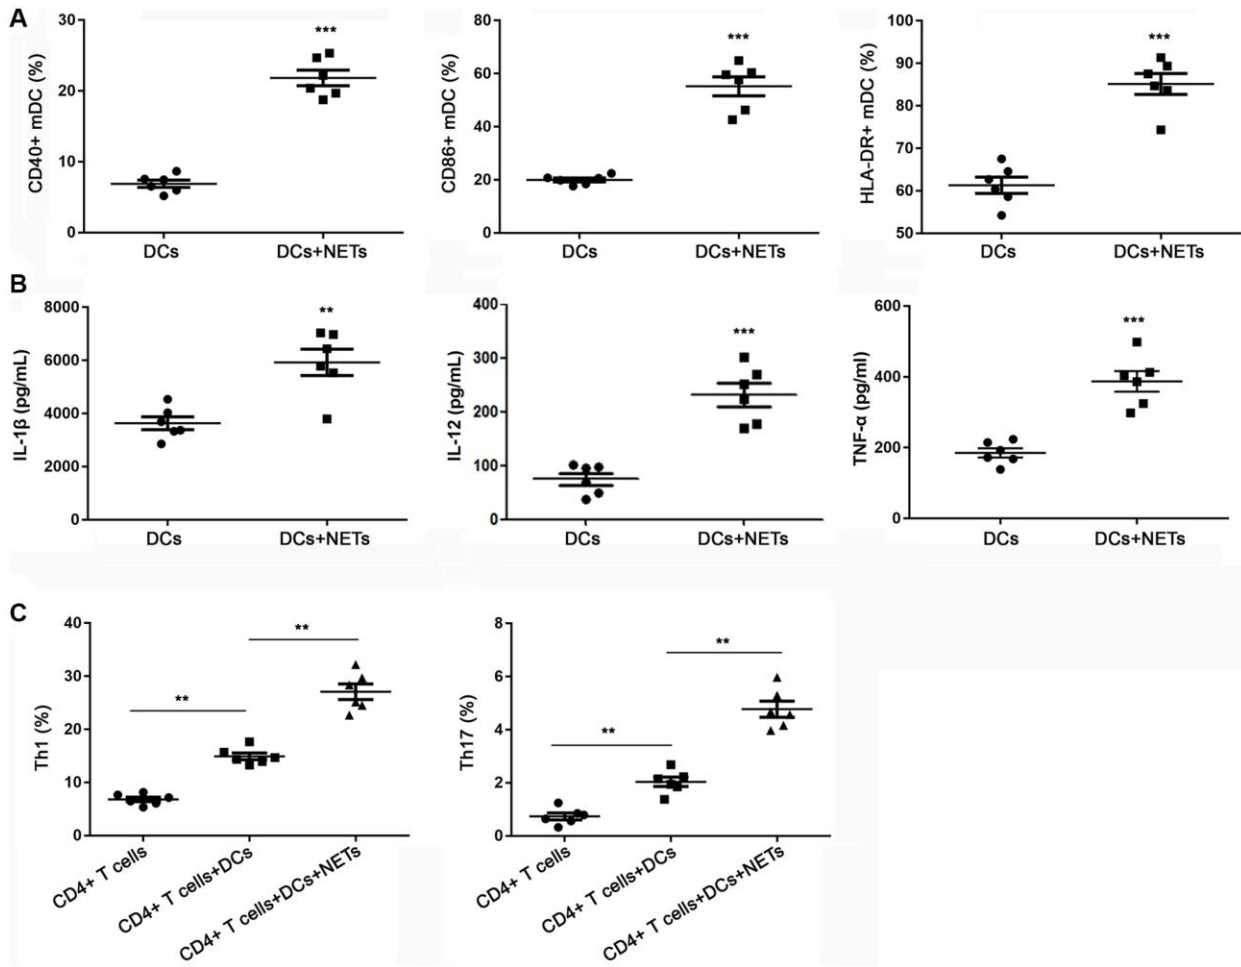 A
CD40+ mDC (%)
30
20
10
0
***
DCs
DCs+NETs
CD86+ mDC (%)
80
60
40
20
0
***
DCs
DCs+NETs
HLA-DR+ mDC (%)
100
90
80
70
60
50
***
DCs
DCs+NETs
B
IL-1β (pg/mL)
8000
6000
4000
2000
0
**
DCs
DCs+NETs
IL-12 (pg/mL)
400
300
200
100
0
***
DCs
DCs+NETs
TNF-α (pg/ml)
600
400
200
0
***
DCs
DCs+NETs
C
Th1 (%)
40
30
20
10
0
**
**
CD4+ T cells
CD4+ T cells+DCs
CD4+ T cells+DCs+NETs
Th17 (%)
8
6
4
2
0
**
**
CD4+ T cells
CD4+ T cells+DCs
CD4+ T cells+DCs+NETs